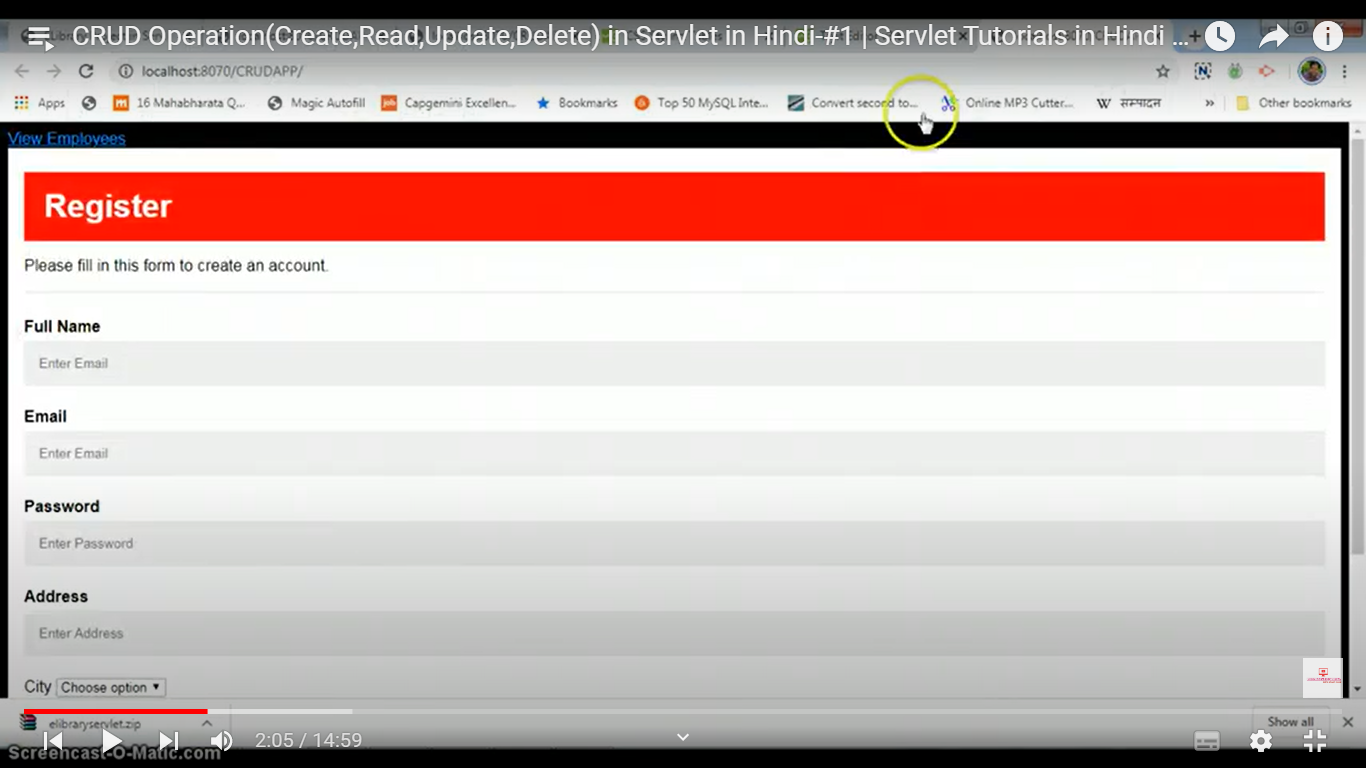 CRUD Operation(Create,Read,Update,Delete) in Servlet in Hindi-#1 | Servlet Tutorials in Hindi ...
localhost:8070/CRUDAPP/
Apps 16 Mahabharata Q... Magic Autofill Capgemini Excellen... Bookmarks Top 50 MySQL Inte... Convert second to... Online MP3 Cutter... W सम्पादन » Other bookmarks
View Employees
Register
Please fill in this form to create an account.
Full Name
Enter Email
Email
Enter Email
Password
Enter Password
Address
Enter Address
City Choose option
elibraryservlet.zip
Show all
2:05 / 14:59
Screencast-O-Matic.com